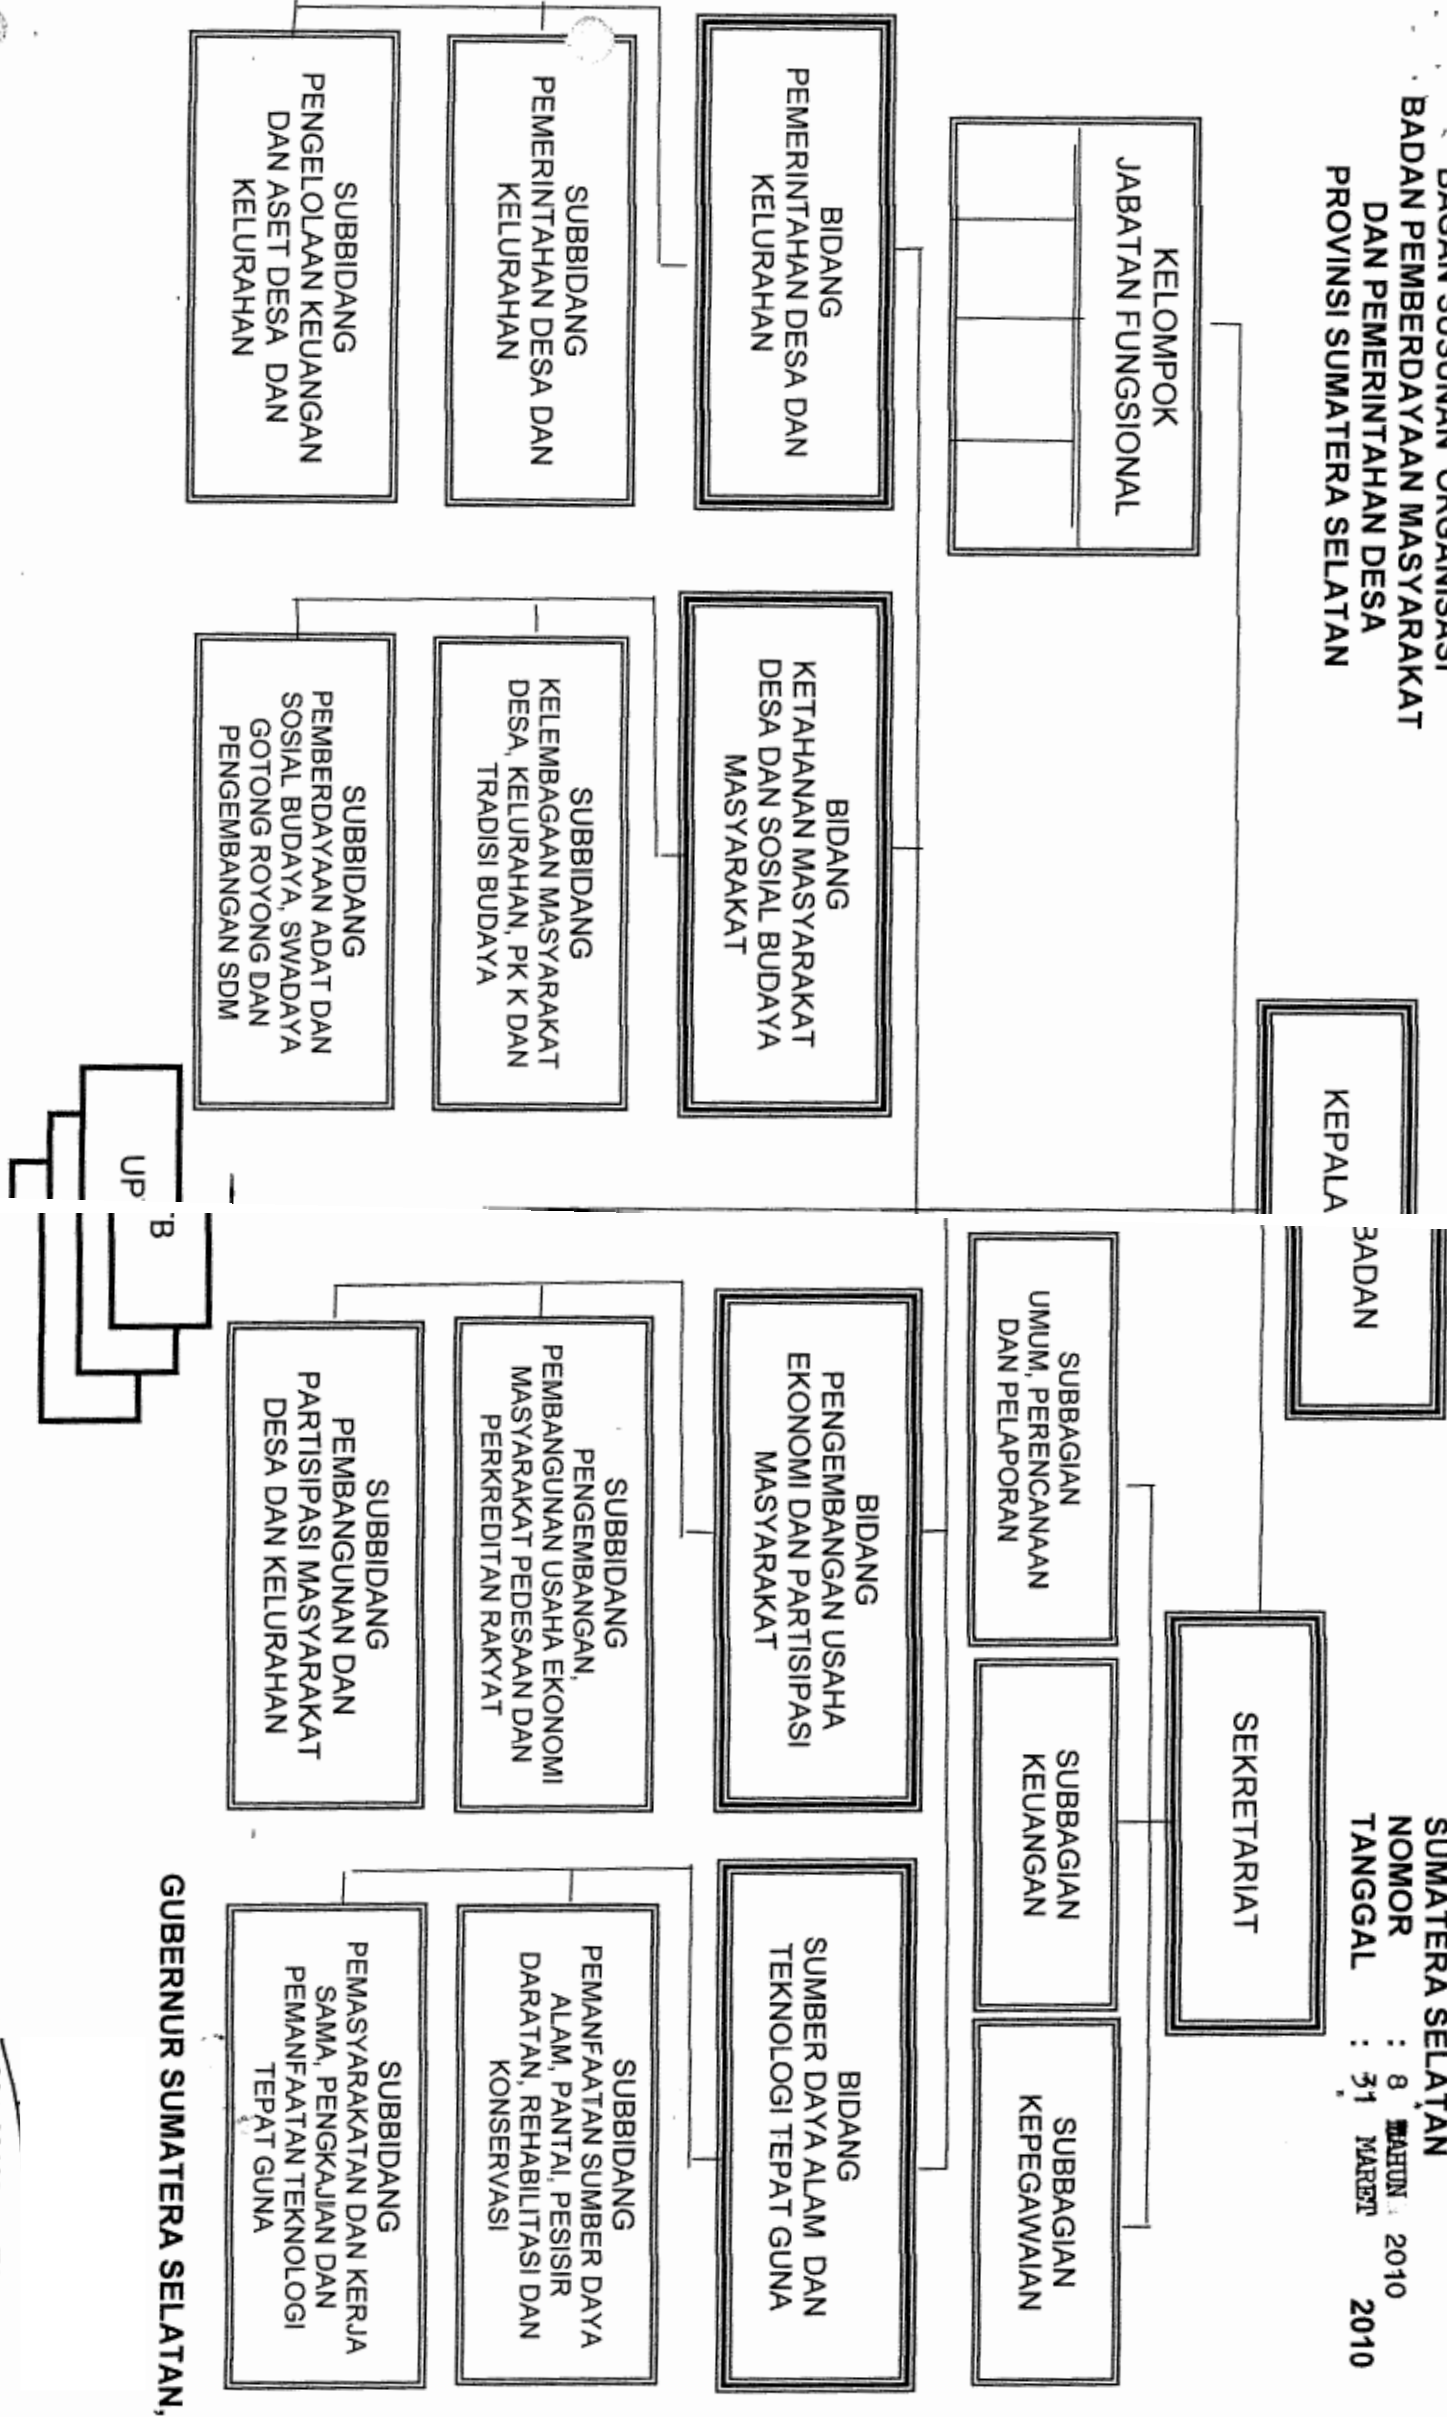 BAGAN SUSUNAN ORGANISASI
BADAN PEMBERDAYAAN MASYARAKAT
DAN PEMERINTAHAN DESA
PROVINSI SUMATERA SELATAN
SUMATERA SELATAN
NOMOR : 8 TAHUN 2010
TANGGAL : 31 MARET 2010
KEPALA BADAN
SEKRETARIAT
KELOMPOK
JABATAN FUNGSIONAL
SUBBAGIAN
UMUM, PERENCANAAN
DAN PELAPORAN
SUBBAGIAN
KEUANGAN
SUBBAGIAN
KEPEGAWAIAN
BIDANG
PEMERINTAHAN DESA DAN
KELURAHAN
BIDANG
KETAHANAN MASYARAKAT
DESA DAN SOSIAL BUDAYA
MASYARAKAT
BIDANG
PENGEMBANGAN USAHA
EKONOMI DAN PARTISIPASI
MASYARAKAT
BIDANG
SUMBER DAYA ALAM DAN
TEKNOLOGI TEPAT GUNA
SUBBIDANG
PEMERINTAHAN DESA DAN
KELURAHAN
SUBBIDANG
KELEMBAGAAN MASYARAKAT
DESA, KELURAHAN, PK K DAN
TRADISI BUDAYA
SUBBIDANG
PENGEMBANGAN,
PEMBANGUNAN USAHA EKONOMI
MASYARAKAT PEDESAAN DAN
PERKREDITAN RAKYAT
SUBBIDANG
PEMANFAATAN SUMBER DAYA
ALAM, PANTAI, PESISIR
DARATAN, REHABILITASI DAN
KONSERVASI
SUBBIDANG
PENGELOLAAN KEUANGAN
DAN ASET DESA DAN
KELURAHAN
SUBBIDANG
PEMBERDAYAAN ADAT DAN
SOSIAL BUDAYA, SWADAYA
GOTONG ROYONG DAN
PENGEMBANGAN SDM
SUBBIDANG
PEMBANGUNAN DAN
PARTISIPASI MASYARAKAT
DESA DAN KELURAHAN
SUBBIDANG
PEMASYARAKATAN DAN KERJA
SAMA, PENGKAJIAN DAN
PEMANFAATAN TEKNOLOGI
TEPAT GUNA
UPTB
GUBERNUR SUMATERA SELATAN,